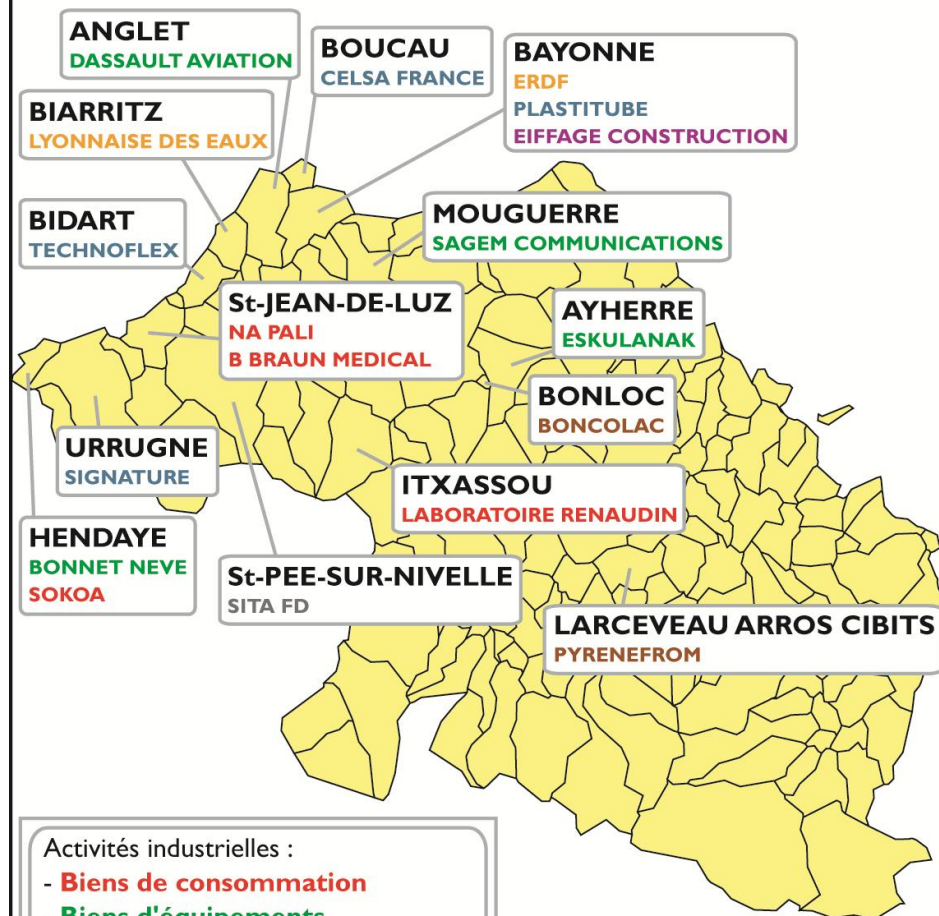 ANGLET
DASSAULT AVIATION
BOUCAU
CELSA FRANCE
BAYONNE
ERDF
PLASTITUBE
EIFFAGE CONSTRUCTION
BIARRITZ
LYONNAISE DES EAUX
BIDART
TECHNOFLEX
MOUGUERRE
SAGEM COMMUNICATIONS
St-JEAN-DE-LUZ
NA PALI
B BRAUN MEDICAL
AYHERRE
ESKULANAK
BONLOC
BONCOLAC
URRUGNE
SIGNATURE
ITXASSOU
LABORATOIRE RENAUDIN
HENDAYE
BONNET NEVE
SOKOA
St-PEE-SUR-NIVELLE
SITA FD
LARCEVEAU ARROS CIBITS
PYRENEFROM
Activités industrielles :
- Biens de consommation
- Biens d'équipements